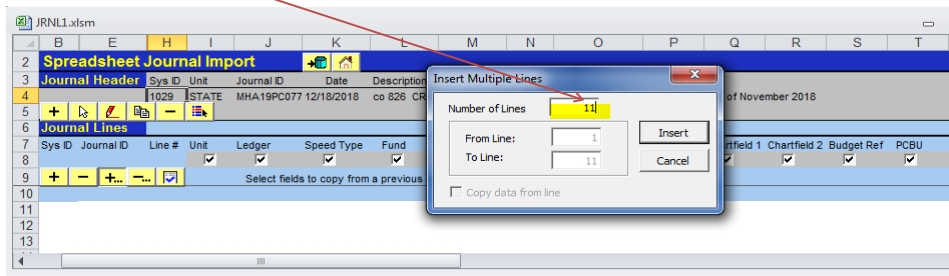 JRNL1.xlsm
B E H I J K L M N O P Q R S T
2 Spreadsheet Journal Import
3 Journal Header Sys ID Unit Journal ID Date Description
4 1029 STATE MHA19PC077 12/18/2018 co 826 CR of November 2018
5
6 Journal Lines
7 Sys ID Journal ID Line # Unit Ledger Speed Type Fund rtfield 1 Chartfield 2 Budget Ref PCBU
8
9 Select fields to copy from a previous
10
11
12
13
Insert Multiple Lines
Number of Lines 11
From Line: 1
To Line: 11
Copy data from line
Insert
Cancel